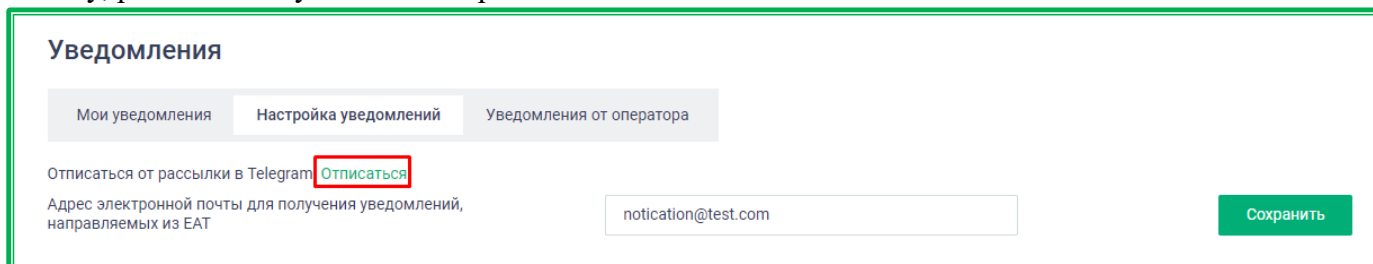 Уведомления
Мои уведомления Настройка уведомлений Уведомления от оператора
Отписаться от рассылки в Telegram Отписаться
Адрес электронной почты для получения уведомлений,
направляемых из ЕАТ
notication@test.com
Сохранить